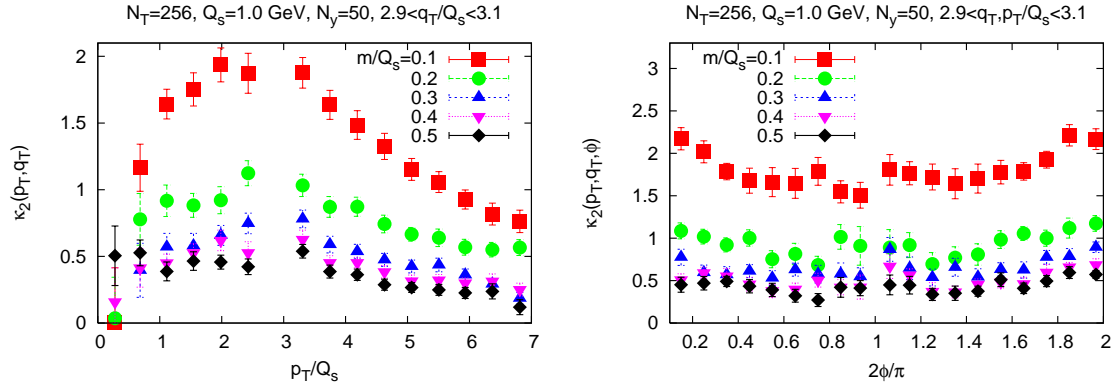 N_T=256, Q_s=1.0 GeV, N_y=50, 2.9<q_T/Q_s<3.1
κ_2(p_T,q_T)
2
1.5
1
0.5
0
m/Q_s=0.1
0.2
0.3
0.4
0.5
0 1 2 3 4 5 6 7
p_T/Q_s
N_T=256, Q_s=1.0 GeV, N_y=50, 2.9<q_T,p_T/Q_s<3.1
κ_2(p_T,q_T,ϕ)
3
2.5
2
1.5
1
0.5
0
m/Q_s=0.1
0.2
0.3
0.4
0.5
0.2 0.4 0.6 0.8 1 1.2 1.4 1.6 1.8 2
2ϕ/π